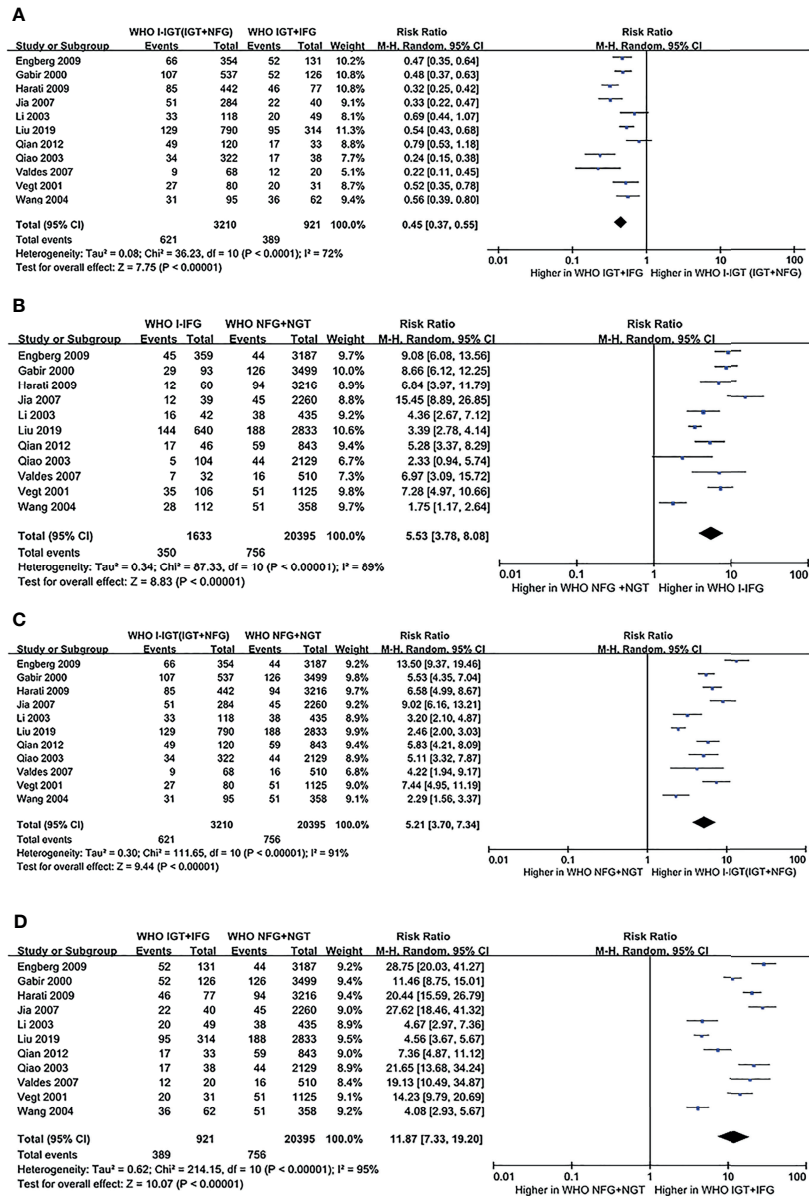 A
WHO I-IGT(IGT+NFG) WHO IGT+IFG Risk Ratio Risk Ratio
Study or Subgroup Events Total Events Total Weight M-H. Random. 95% CI M-H. Random. 95% CI
Engberg 2009 66 354 52 131 10.2% 0.47 [0.35, 0.64]
Gabir 2000 107 537 52 126 10.8% 0.48 [0.37, 0.63]
Harati 2009 85 442 46 77 10.9% 0.32 [0.25, 0.42]
Jia 2007 51 284 22 40 9.6% 0.33 [0.22, 0.47]
Li 2003 33 118 20 49 8.7% 0.69 [0.44, 1.07]
Liu 2019 129 790 95 314 11.3% 0.54 [0.43, 0.68]
Qian 2012 49 120 17 33 9.2% 0.79 [0.53, 1.18]
Qiao 2003 34 322 17 38 8.5% 0.24 [0.15, 0.38]
Valdes 2007 9 68 12 20 5.9% 0.22 [0.11, 0.45]
Vegt 2001 27 80 20 31 9.2% 0.52 [0.35, 0.78]
Wang 2004 31 95 36 62 9.4% 0.56 [0.39, 0.80]
Total (95% CI) 3210 921 100.0% 0.45 [0.37, 0.55]
Total events 621 389
Heterogeneity: Tau² = 0.08; Chi² = 36.23, df = 10 (P < 0.0001); I² = 72%
Test for overall effect: Z = 7.75 (P < 0.00001)
0.01 0.1 1 10 100
Higher in WHO IGT+IFG Higher in WHO I-IGT (IGT+NFG)
B
WHO I-IFG WHO NFG+NGT Risk Ratio Risk Ratio
Study or Subgroup Events Total Events Total Weight M-H. Random. 95% CI M-H. Random. 95% CI
Engberg 2009 45 359 44 3187 9.7% 9.08 [6.08, 13.56]
Gabir 2000 29 93 126 3499 10.0% 8.66 [6.12, 12.25]
Harati 2009 12 60 94 3216 8.9% 6.84 [3.97, 11.79]
Jia 2007 12 39 45 2260 8.8% 15.45 [8.89, 26.85]
Li 2003 16 42 38 435 9.2% 4.36 [2.67, 7.12]
Liu 2019 144 640 188 2833 10.6% 3.39 [2.78, 4.14]
Qian 2012 17 46 59 843 9.4% 5.28 [3.37, 8.29]
Qiao 2003 5 104 44 2129 6.7% 2.33 [0.94, 5.74]
Valdes 2007 7 32 16 510 7.3% 6.97 [3.09, 15.72]
Vegt 2001 35 106 51 1125 9.8% 7.28 [4.97, 10.66]
Wang 2004 28 112 51 358 9.7% 1.75 [1.17, 2.64]
Total (95% CI) 1633 20395 100.0% 5.53 [3.78, 8.08]
Total events 350 756
Heterogeneity: Tau² = 0.34; Chi² = 87.33, df = 10 (P < 0.00001); I² = 89%
Test for overall effect: Z = 8.83 (P < 0.00001)
0.01 0.1 1 10 100
Higher in WHO NFG +NGT Higher in WHO I-IFG
C
WHO I-IGT(IGT+NFG) WHO NFG+NGT Risk Ratio Risk Ratio
Study or Subgroup Events Total Events Total Weight M-H. Random. 95% CI M-H. Random. 95% CI
Engberg 2009 66 354 44 3187 9.2% 13.50 [9.37, 19.46]
Gabir 2000 107 537 126 3499 9.8% 5.53 [4.35, 7.04]
Harati 2009 85 442 94 3216 9.6% 6.58 [4.99, 8.67]
Jia 2007 51 284 45 2260 9.1% 9.02 [6.16, 13.21]
Li 2003 33 118 38 435 8.9% 3.20 [2.10, 4.87]
Liu 2019 129 790 188 2833 9.9% 2.46 [2.00, 3.03]
Qian 2012 49 120 59 843 9.4% 5.83 [4.21, 8.09]
Qiao 2003 34 322 44 2129 8.8% 5.11 [3.32, 7.87]
Valdes 2007 9 68 16 510 6.8% 4.22 [1.94, 9.17]
Vegt 2001 27 80 51 1125 9.0% 7.44 [4.95, 11.19]
Wang 2004 31 95 51 358 9.1% 2.29 [1.56, 3.37]
Total (95% CI) 3210 20395 100.0% 5.21 [3.70, 7.34]
Total events 621 756
Heterogeneity: Tau² = 0.30; Chi² = 111.65, df = 10 (P < 0.00001); I² = 91%
Test for overall effect: Z = 9.44 (P < 0.00001)
0.01 0.1 1 10 100
Higher in WHO NFG+NGT Higher in WHO I-IGT(IGT+NFG)
D
WHO IGT+IFG WHO NFG+NGT Risk Ratio Risk Ratio
Study or Subgroup Events Total Events Total Weight M-H. Random. 95% CI M-H. Random. 95% CI
Engberg 2009 52 131 44 3187 9.2% 28.75 [20.03, 41.27]
Gabir 2000 52 126 126 3499 9.4% 11.46 [8.75, 15.01]
Harati 2009 46 77 94 3216 9.4% 20.44 [15.59, 26.79]
Jia 2007 22 40 45 2260 9.1% 27.62 [18.46, 41.32]
Li 2003 20 49 38 435 9.0% 4.67 [2.97, 7.36]
Liu 2019 95 314 188 2833 9.5% 4.56 [3.67, 5.67]
Qian 2012 17 33 59 843 9.1% 7.36 [4.87, 11.12]
Qiao 2003 17 38 44 2129 9.0% 21.65 [13.68, 34.24]
Valdes 2007 12 20 16 510 8.5% 19.13 [10.49, 34.87]
Vegt 2001 20 31 51 1125 9.2% 14.23 [9.79, 20.69]
Wang 2004 36 62 51 358 9.3% 4.08 [2.93, 5.67]
Total (95% CI) 921 20395 100.0% 11.87 [7.33, 19.20]
Total events 389 756
Heterogeneity: Tau² = 0.62; Chi² = 214.15, df = 10 (P < 0.00001); I² = 95%
Test for overall effect: Z = 10.07 (P < 0.00001)
0.01 0.1 1 10 100
Higher in WHO NFG+NGT Higher in WHO IGT+IFG